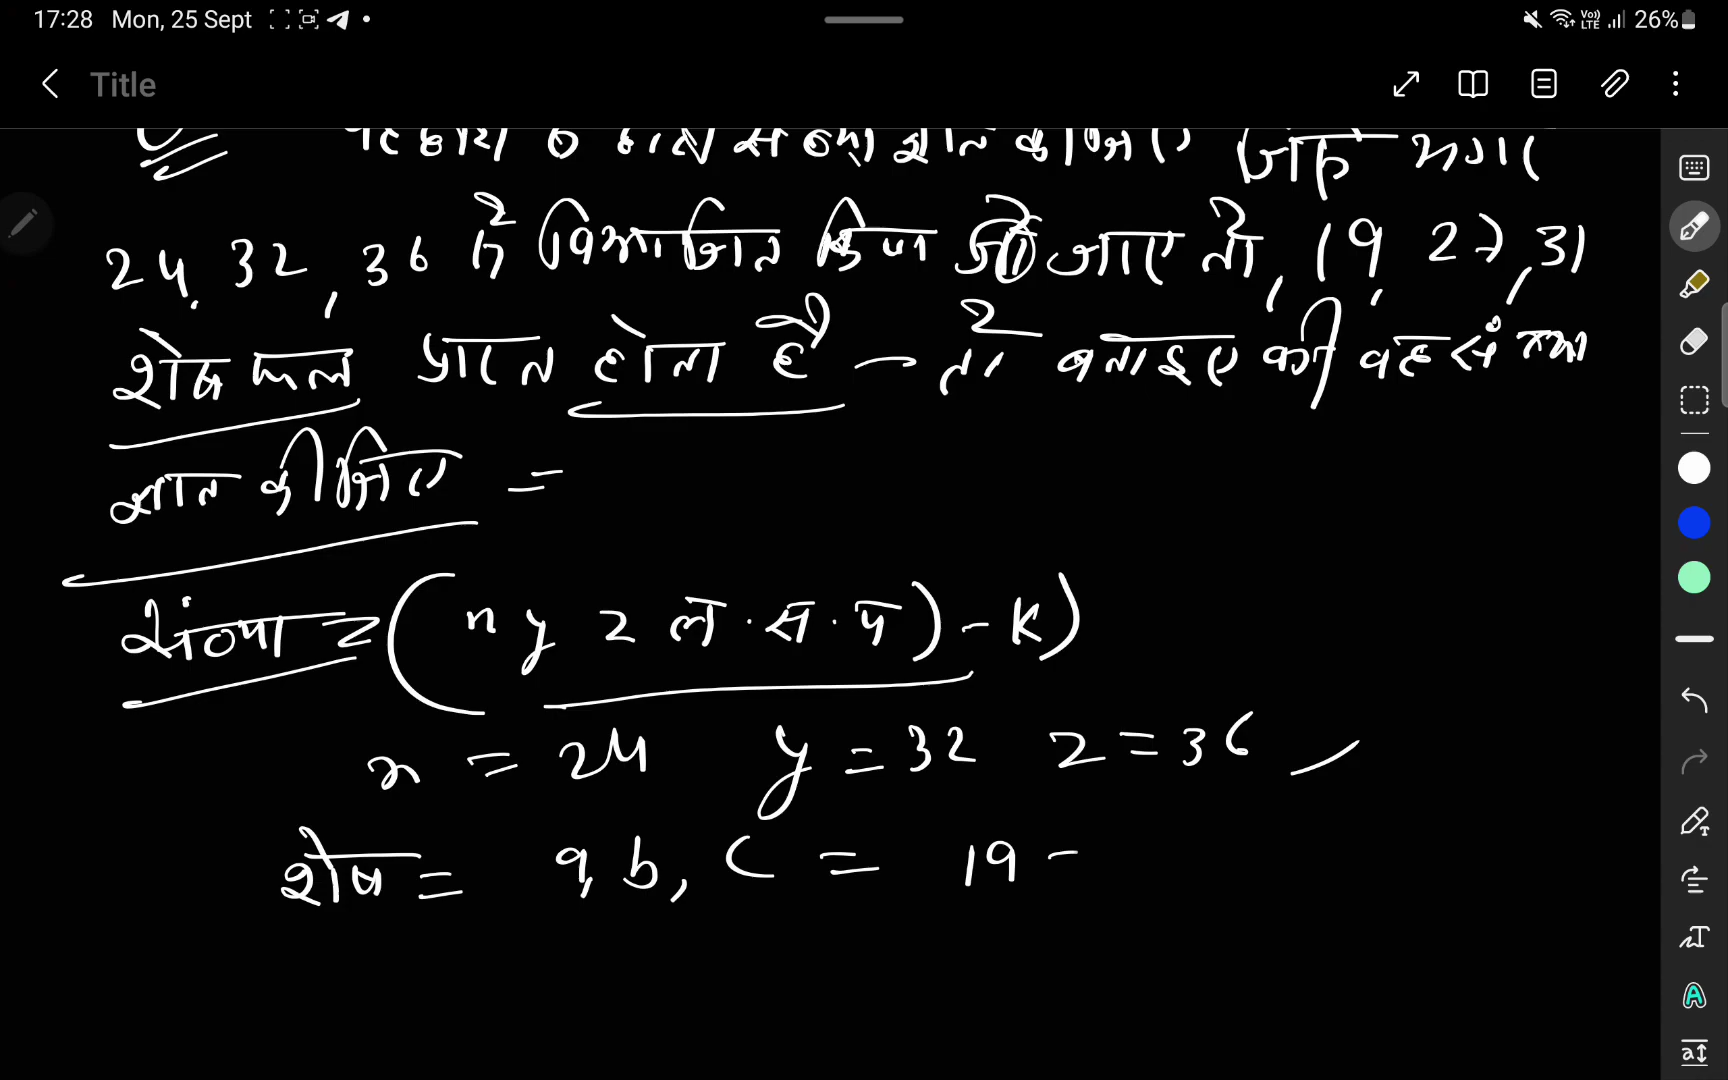 17:28 Mon, 25 Sept 26%
Title
24, 32, 36 से विभाजित किया जाए तो, 19, 27, 31
शेषफल प्राप्त होता है - तो बताइए की वह संख्या
ज्ञात कीजिए =
संख्या = (x y z ल.स.प) - K)
x = 24 y = 32 z = 36
शेष = a, b, c = 19 -